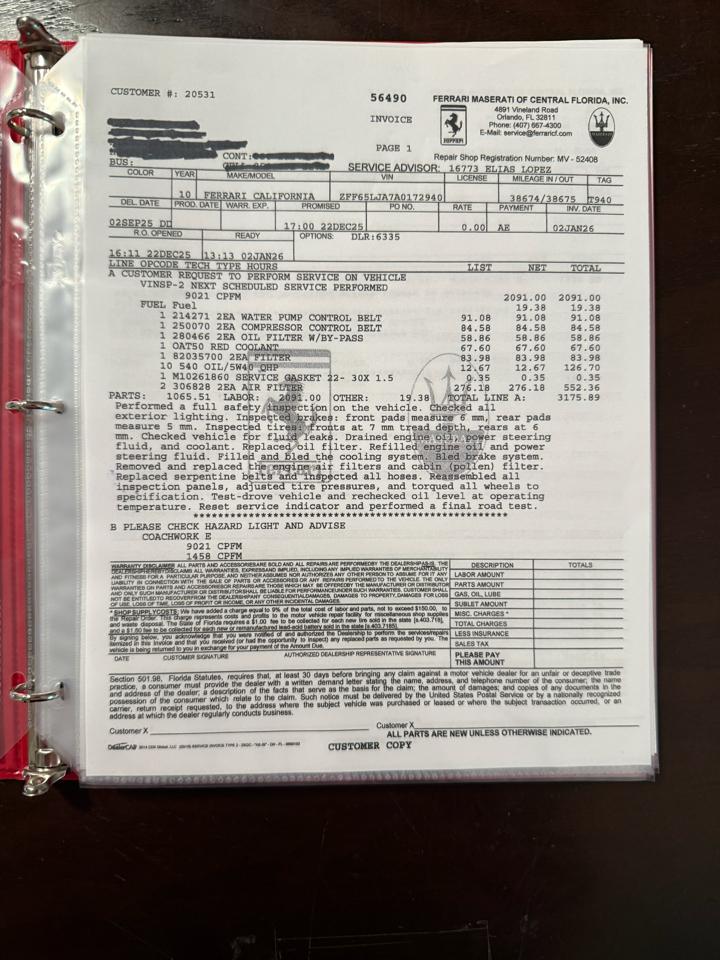 CUSTOMER #: 20531
56490
INVOICE
PAGE 1
FERRARI MASERATI OF CENTRAL FLORIDA, INC.
4891 Vineland Road
Orlando, FL 32811
Phone: (407) 667-4300
E-Mail: service@ferraricf.com
Ferrari
MASERATI
Repair Shop Registration Number: MV - 52408
CONT:
BUS:
SERVICE ADVISOR: 16773 ELIAS LOPEZ
COLOR YEAR MAKE/MODEL VIN LICENSE MILEAGE IN / OUT TAG
10 FERRARI CALIFORNIA ZFF65LJA7A0172940 38674/38675 T940
DEL. DATE PROD. DATE WARR. EXP. PROMISED PO NO. RATE PAYMENT INV. DATE
02SEP25 DD 17:00 22DEC25 0.00 AE 02JAN26
R.O. OPENED READY OPTIONS: DLR:6335
16:11 22DEC25 13:13 02JAN26
LINE OPCODE TECH TYPE HOURS LIST NET TOTAL
A CUSTOMER REQUEST TO PERFORM SERVICE ON VEHICLE
VINSP-2 NEXT SCHEDULED SERVICE PERFORMED
9021 CPFM 2091.00 2091.00
FUEL Fuel 19.38 19.38
1 214271 2EA WATER PUMP CONTROL BELT 91.08 91.08 91.08
1 250070 2EA COMPRESSOR CONTROL BELT 84.58 84.58 84.58
1 280466 2EA OIL FILTER W/BY-PASS 58.86 58.86 58.86
1 OAT50 RED COOLANT 67.60 67.60 67.60
1 82035700 2EA FILTER 83.98 83.98 83.98
10 540 OIL/5W40 QHP 12.67 12.67 126.70
1 M10261860 SERVICE GASKET 22- 30X 1.5 0.35 0.35 0.35
2 306828 2EA AIR FILTER 276.18 276.18 552.36
PARTS: 1065.51 LABOR: 2091.00 OTHER: 19.38 TOTAL LINE A: 3175.89
Performed a full safety inspection on the vehicle. Checked all
exterior lighting. Inspected brakes: front pads measure 6 mm, rear pads
measure 5 mm. Inspected tires: fronts at 7 mm tread depth, rears at 6
mm. Checked vehicle for fluid leaks. Drained engine oil, power steering
fluid, and coolant. Replaced oil filter. Refilled engine oil and power
steering fluid. Filled and bled the cooling system. Bled brake system.
Removed and replaced both engine air filters and cabin (pollen) filter.
Replaced serpentine belts and inspected all hoses. Reassembled all
inspection panels, adjusted tire pressures, and torqued all wheels to
specification. Test-drove vehicle and rechecked oil level at operating
temperature. Reset service indicator and performed a final road test.
B PLEASE CHECK HAZARD LIGHT AND ADVISE
COACHWORK E
9021 CPFM
1458 CPFM
DESCRIPTION TOTALS
LABOR AMOUNT
PARTS AMOUNT
GAS, OIL, LUBE
SUBLET AMOUNT
MISC. CHARGES *
TOTAL CHARGES
LESS INSURANCE
SALES TAX
PLEASE PAY
THIS AMOUNT
DATE CUSTOMER SIGNATURE AUTHORIZED DEALERSHIP REPRESENTATIVE SIGNATURE
Section 501.98, Florida Statutes, requires that, at least 30 days before bringing any claim against a motor vehicle dealer for an unfair or deceptive trade
practice, a consumer must provide the dealer with a written demand letter stating the name, address, and telephone number of the consumer; the name
and address of the dealer; a description of the facts that serve as the basis for the claim; the amount of damages; and copies of any documents in the
possession of the consumer which relate to the claim. Such notice must be delivered by the United States Postal Service or by a nationally recognized
carrier, return receipt requested, to the address where the subject vehicle was purchased or leased or where the subject transaction occurred, or an
address at which the dealer regularly conducts business.
Customer X
Customer X
ALL PARTS ARE NEW UNLESS OTHERWISE INDICATED.
CUSTOMER COPY